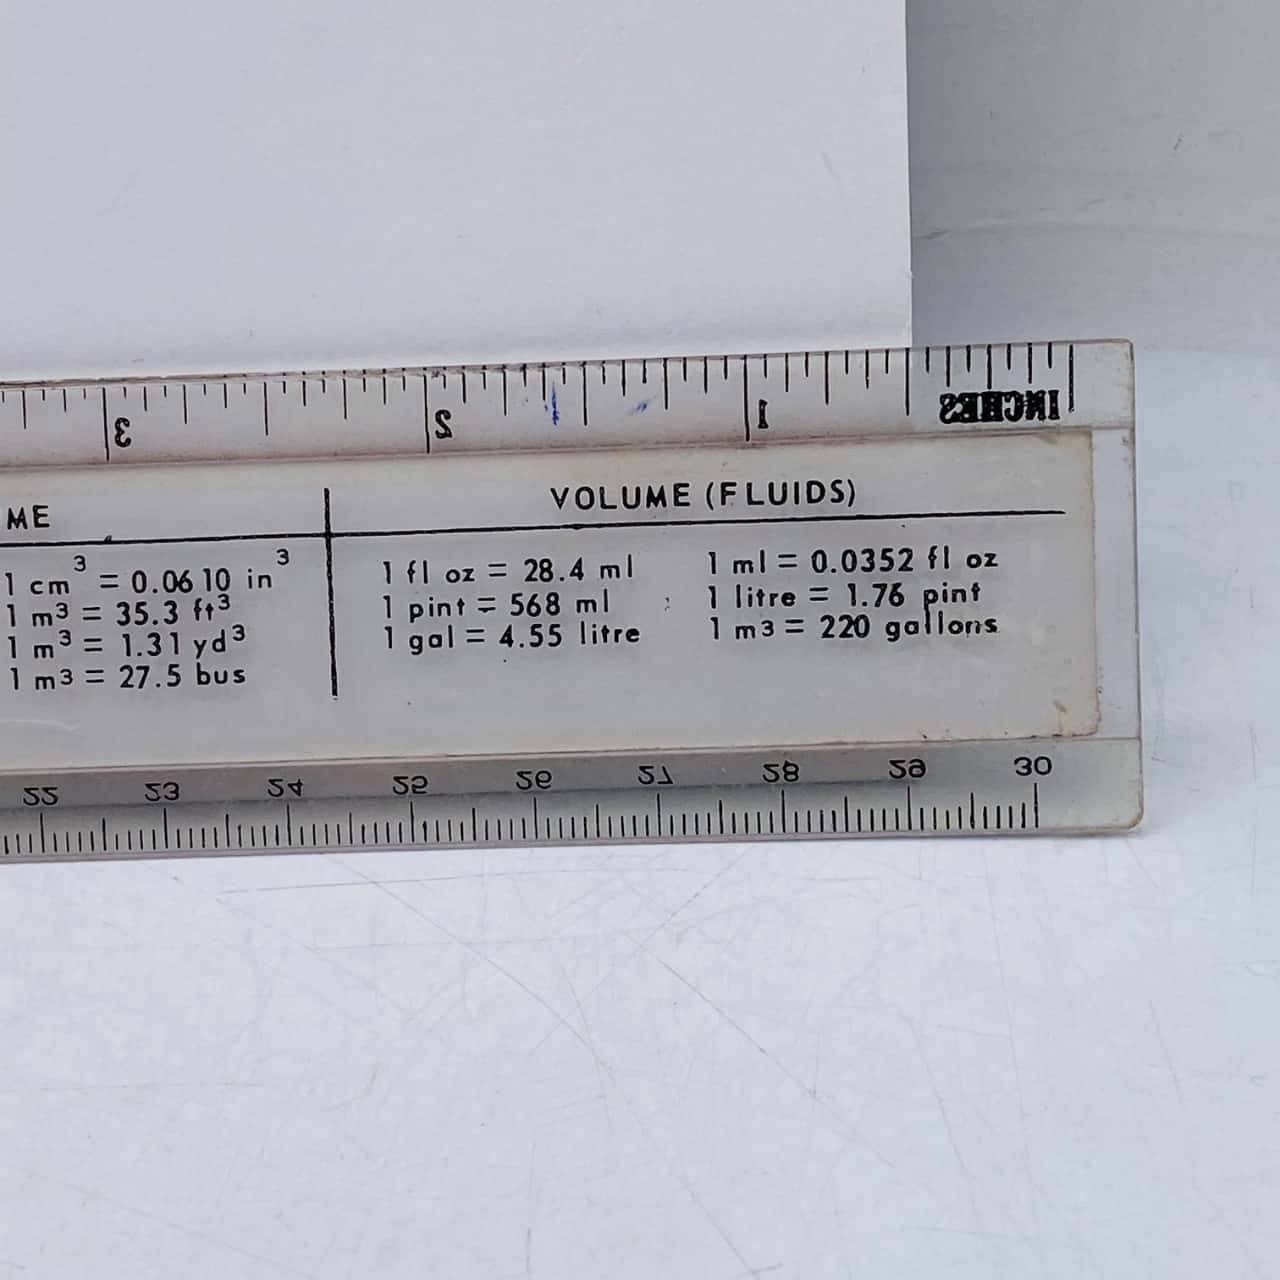 3 2 1 INCHES
ME
VOLUME (FLUIDS)
1 cm³ = 0.0610 in³
1 m³ = 35.3 ft³
1 m³ = 1.31 yd³
1 m³ = 27.5 bus
1 fl oz = 28.4 ml
1 pint = 568 ml
1 gal = 4.55 litre
1 ml = 0.0352 fl oz
1 litre = 1.76 pint
1 m³ = 220 gallons
22 23 24 25 26 27 28 29 30